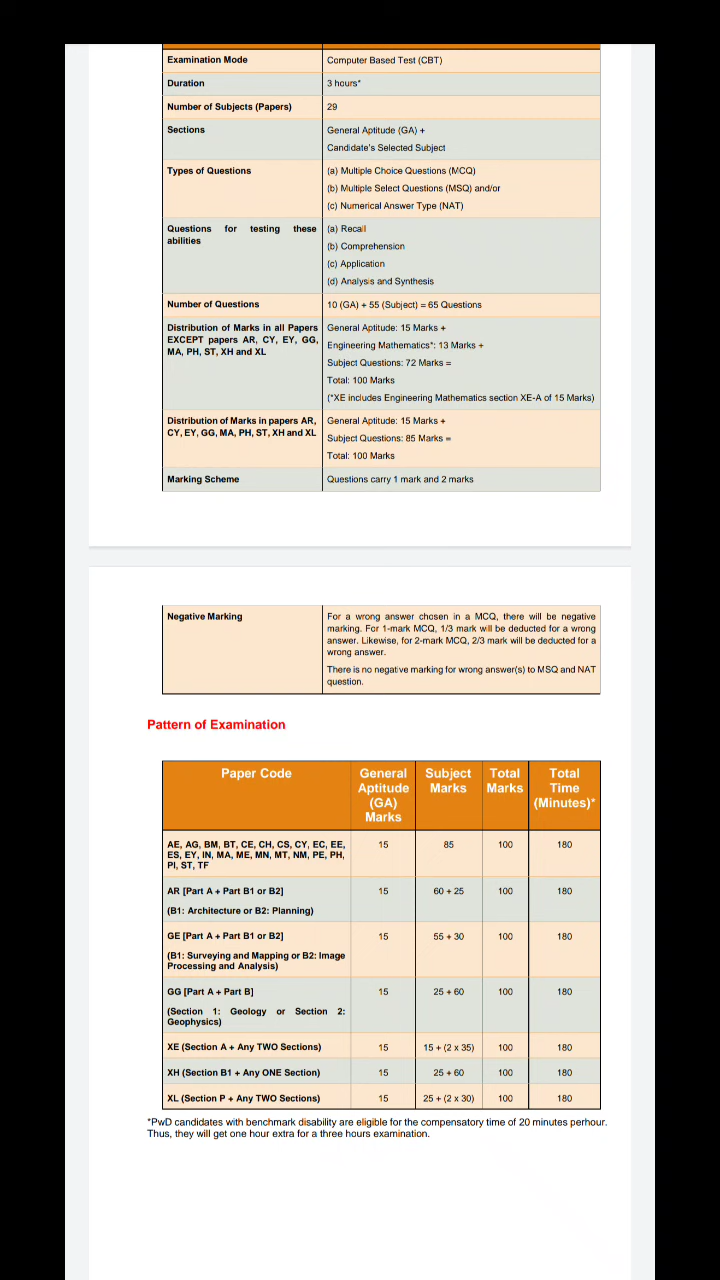 Examination Mode Computer Based Test (CBT)
Duration 3 hours*
Number of Subjects (Papers) 29
Sections General Aptitude (GA) +
Candidate's Selected Subject
Types of Questions (a) Multiple Choice Questions (MCQ)
(b) Multiple Select Questions (MSQ) and/or
(c) Numerical Answer Type (NAT)
Questions for testing these
abilities
(a) Recall
(b) Comprehension
(c) Application
(d) Analysis and Synthesis
Number of Questions 10 (GA) + 55 (Subject) = 65 Questions
Distribution of Marks in all Papers
EXCEPT papers AR, CY, EY, GG,
MA, PH, ST, XH and XL
General Aptitude: 15 Marks +
Engineering Mathematics*: 13 Marks +
Subject Questions: 72 Marks =
Total: 100 Marks
(*XE includes Engineering Mathematics section XE-A of 15 Marks)
Distribution of Marks in papers AR,
CY, EY, GG, MA, PH, ST, XH and XL
General Aptitude: 15 Marks +
Subject Questions: 85 Marks =
Total: 100 Marks
Marking Scheme Questions carry 1 mark and 2 marks
Negative Marking For a wrong answer chosen in a MCQ, there will be negative
marking. For 1-mark MCQ, 1/3 mark will be deducted for a wrong
answer. Likewise, for 2-mark MCQ, 2/3 mark will be deducted for a
wrong answer.
There is no negative marking for wrong answer(s) to MSQ and NAT
question.
Pattern of Examination
Paper Code
General
Aptitude
(GA)
Marks
Subject
Marks
Total
Marks
Total
Time
(Minutes)*
AE, AG, BM, BT, CE, CH, CS, CY, EC, EE,
ES, EY, IN, MA, ME, MN, MT, NM, PE, PH,
PI, ST, TF
15 85 100 180
AR [Part A + Part B1 or B2] 15 60 + 25 100 180
(B1: Architecture or B2: Planning)
GE [Part A + Part B1 or B2] 15 55 + 30 100 180
(B1: Surveying and Mapping or B2: Image
Processing and Analysis)
GG [Part A + Part B] 15 25 + 60 100 180
(Section 1: Geology or Section 2:
Geophysics)
XE (Section A + Any TWO Sections) 15 15 + (2 x 35) 100 180
XH (Section B1 + Any ONE Section) 15 25 + 60 100 180
XL (Section P + Any TWO Sections) 15 25 + (2 x 30) 100 180
*PwD candidates with benchmark disability are eligible for the compensatory time of 20 minutes perhour.
Thus, they will get one hour extra for a three hours examination.